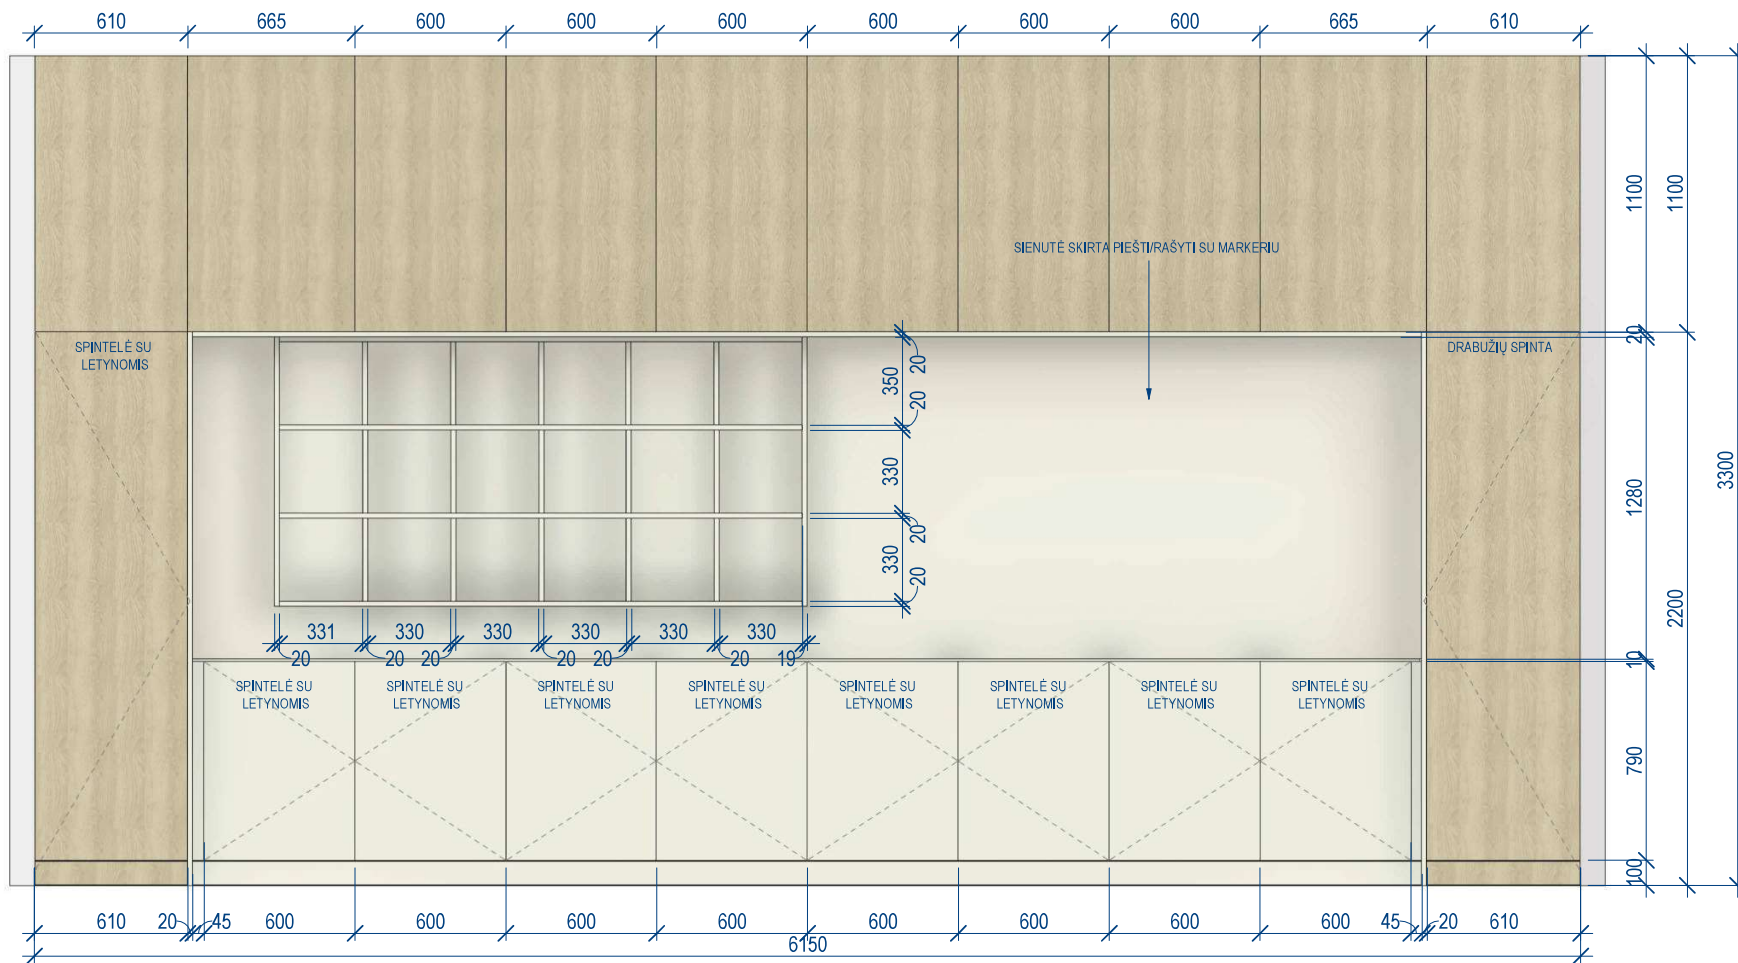 610 665 600 600 600 600 600 600 665 610
1100
1100
SIENUTĖ SKIRTA PIEŠTI/RAŠYTI SU MARKERIU
SPINTELĖ SU
LETYNOMIS
DRABUŽIŲ SPINTA
20
20
350
20
330
20
330
20
1280
3300
2200
331 330 330 330 330 330
20 20 20 20 20 20 19
10
SPINTELĖ SU
LETYNOMIS
SPINTELĖ SU
LETYNOMIS
SPINTELĖ SU
LETYNOMIS
SPINTELĖ SU
LETYNOMIS
SPINTELĖ SU
LETYNOMIS
SPINTELĖ SU
LETYNOMIS
SPINTELĖ SU
LETYNOMIS
SPINTELĖ SU
LETYNOMIS
790
100
610 20 45 600 600 600 600 600 600 600 600 45 20 610
6150